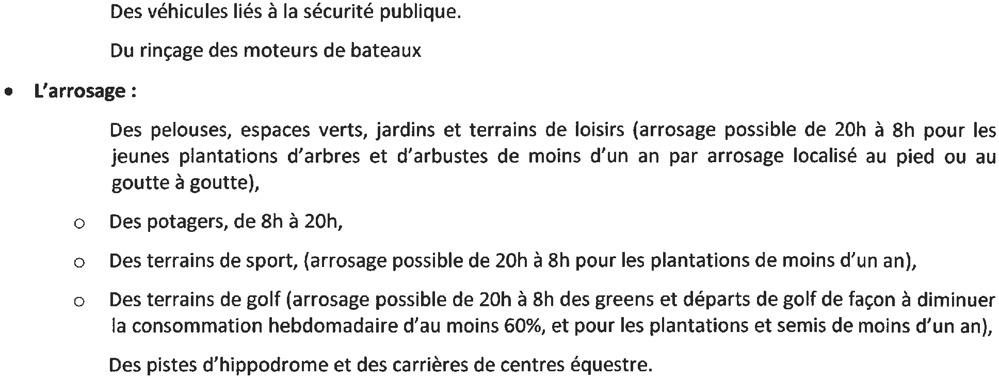 Des véhicules liés à la sécurité publique.
Du rinçage des moteurs de bateaux
• L'arrosage :
Des pelouses, espaces verts, jardins et terrains de loisirs (arrosage possible de 20h à 8h pour les
jeunes plantations d'arbres et d'arbustes de moins d'un an par arrosage localisé au pied ou au
goutte à goutte),
o Des potagers, de 8h à 20h,
o Des terrains de sport, (arrosage possible de 20h à 8h pour les plantations de moins d'un an),
o Des terrains de golf (arrosage possible de 20h à 8h des greens et départs de golf de façon à diminuer
la consommation hebdomadaire d'au moins 60%, et pour les plantations et semis de moins d'un an),
Des pistes d'hippodrome et des carrières de centres équestre.